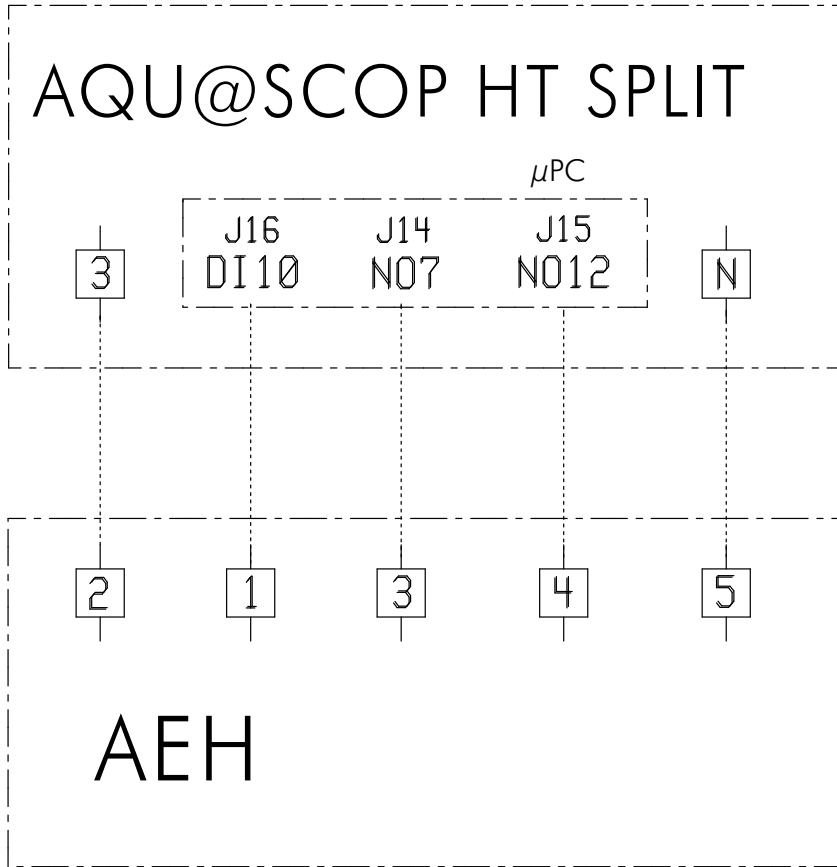 AQU@SCOP HT SPLIT
µPC
J16 J14 J15
3 DI10 NO7 NO12 N
2 1 3 4 5
AEH